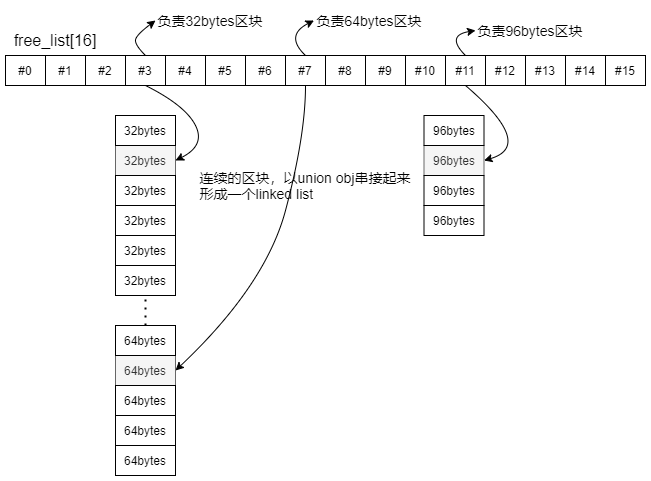 负责32bytes区块
负责64bytes区块
负责96bytes区块
free_list[16]
#0 #1 #2 #3 #4 #5 #6 #7 #8 #9 #10 #11 #12 #13 #14 #15
32bytes
32bytes
32bytes
32bytes
32bytes
32bytes
96bytes
96bytes
96bytes
96bytes
连续的区块，以union obj串接起来
形成一个linked list
64bytes
64bytes
64bytes
64bytes
64bytes